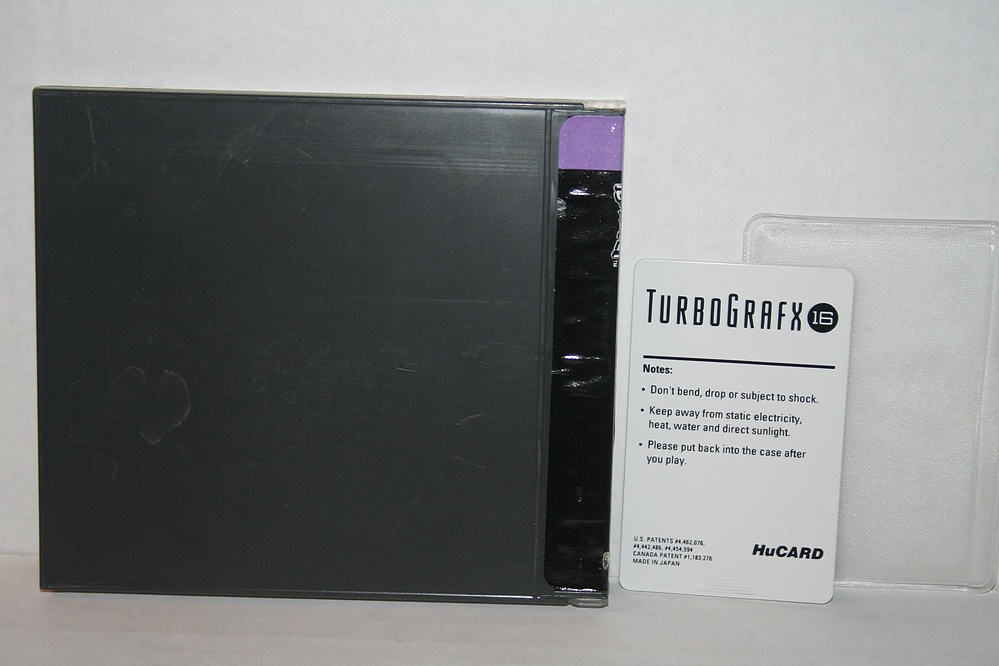 TURBOGRAFX 16
Notes:
• Don't bend, drop or subject to shock.
• Keep away from static electricity,
heat, water and direct sunlight.
• Please put back into the case after
you play.
U.S. PATENTS #4,462,076,
#4,442,486, #4,454,594
CANADA PATENT #1,183,276
MADE IN JAPAN
HuCARD